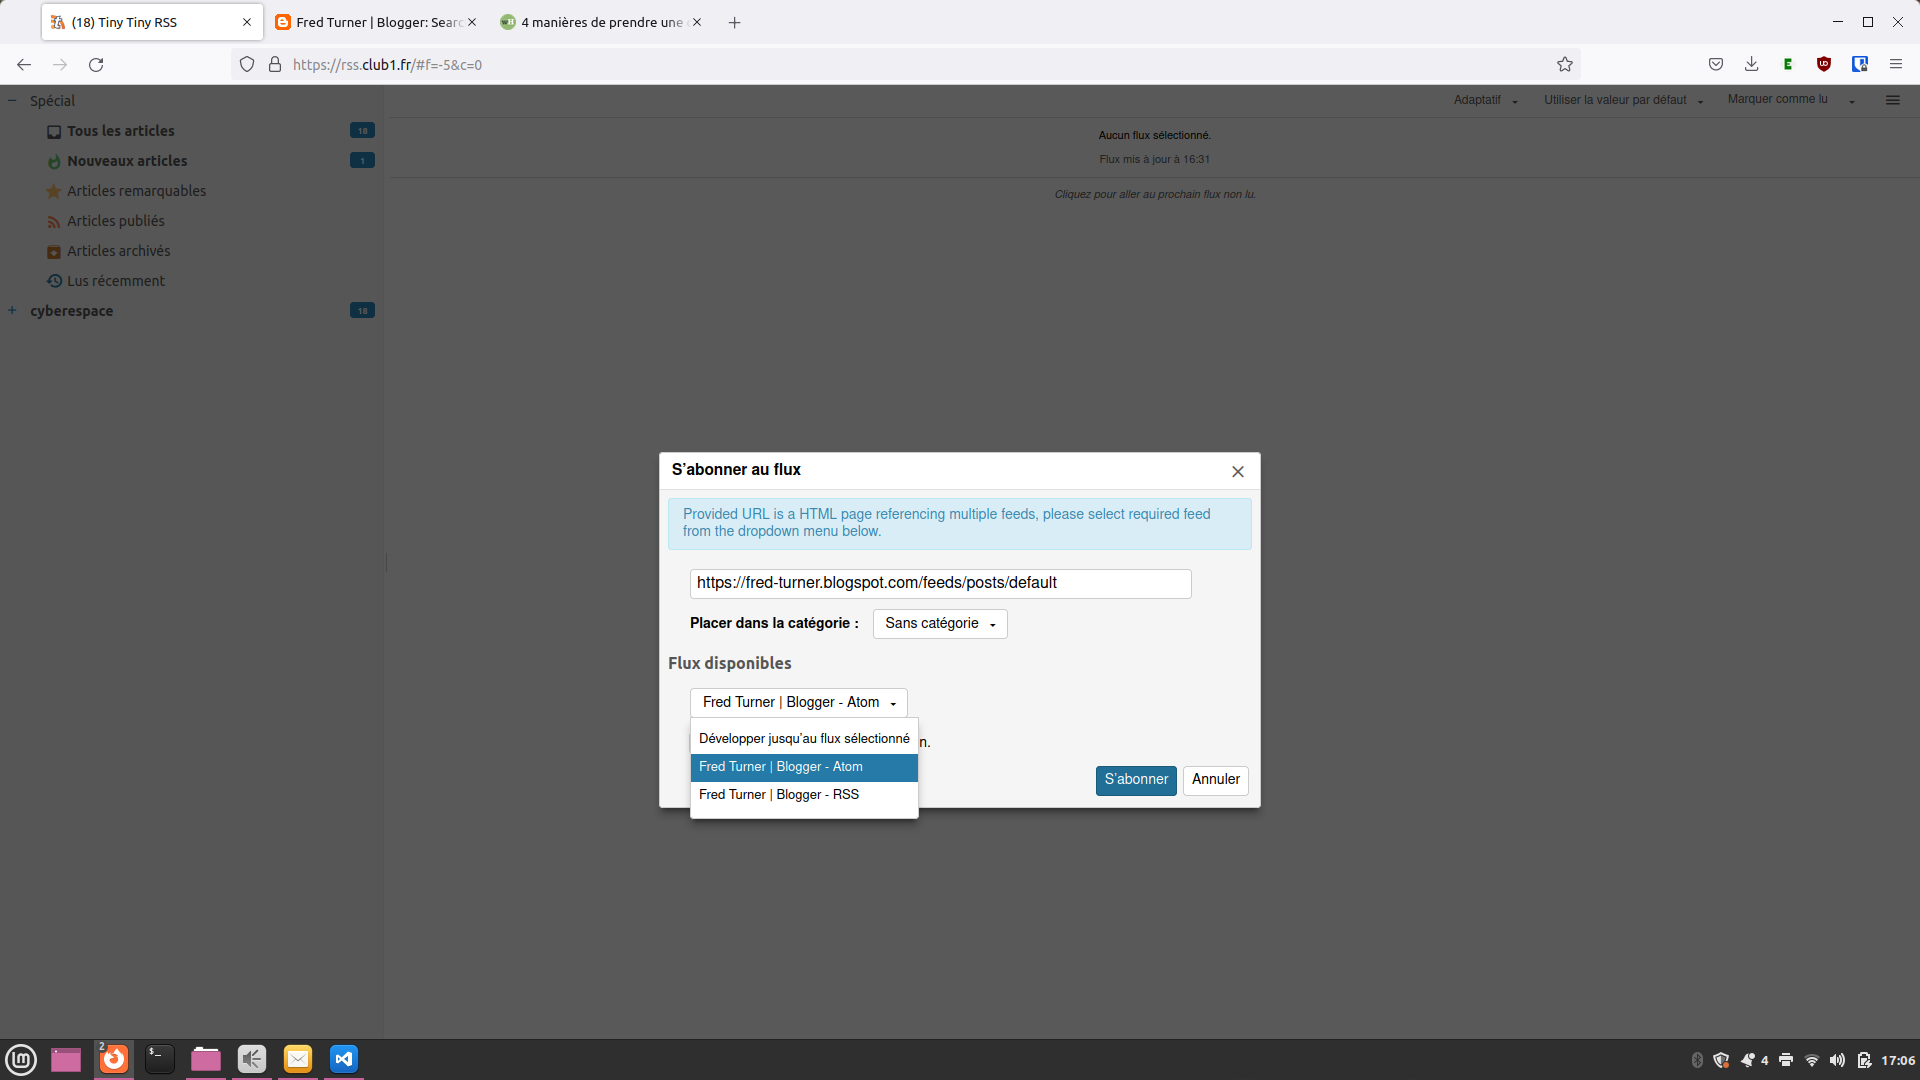 (18) Tiny Tiny RSS
Fred Turner | Blogger: Searc
4 manières de prendre une
https://rss.club1.fr/#f=-5&c=0
Spécial
Adaptatif
Utiliser la valeur par défaut
Marquer comme lu
Tous les articles
18
Aucun flux sélectionné.
Nouveaux articles
1
Flux mis à jour à 16:31
Articles remarquables
Cliquez pour aller au prochain flux non lu.
Articles publiés
Articles archivés
Lus récemment
cyberespace
18
S'abonner au flux
Provided URL is a HTML page referencing multiple feeds, please select required feed
from the dropdown menu below.
https://fred-turner.blogspot.com/feeds/posts/default
Placer dans la catégorie :
Sans catégorie
Flux disponibles
Fred Turner | Blogger - Atom
Développer jusqu'au flux sélectionné
n.
Fred Turner | Blogger - Atom
Fred Turner | Blogger - RSS
S'abonner
Annuler
2
$_
4
17:06